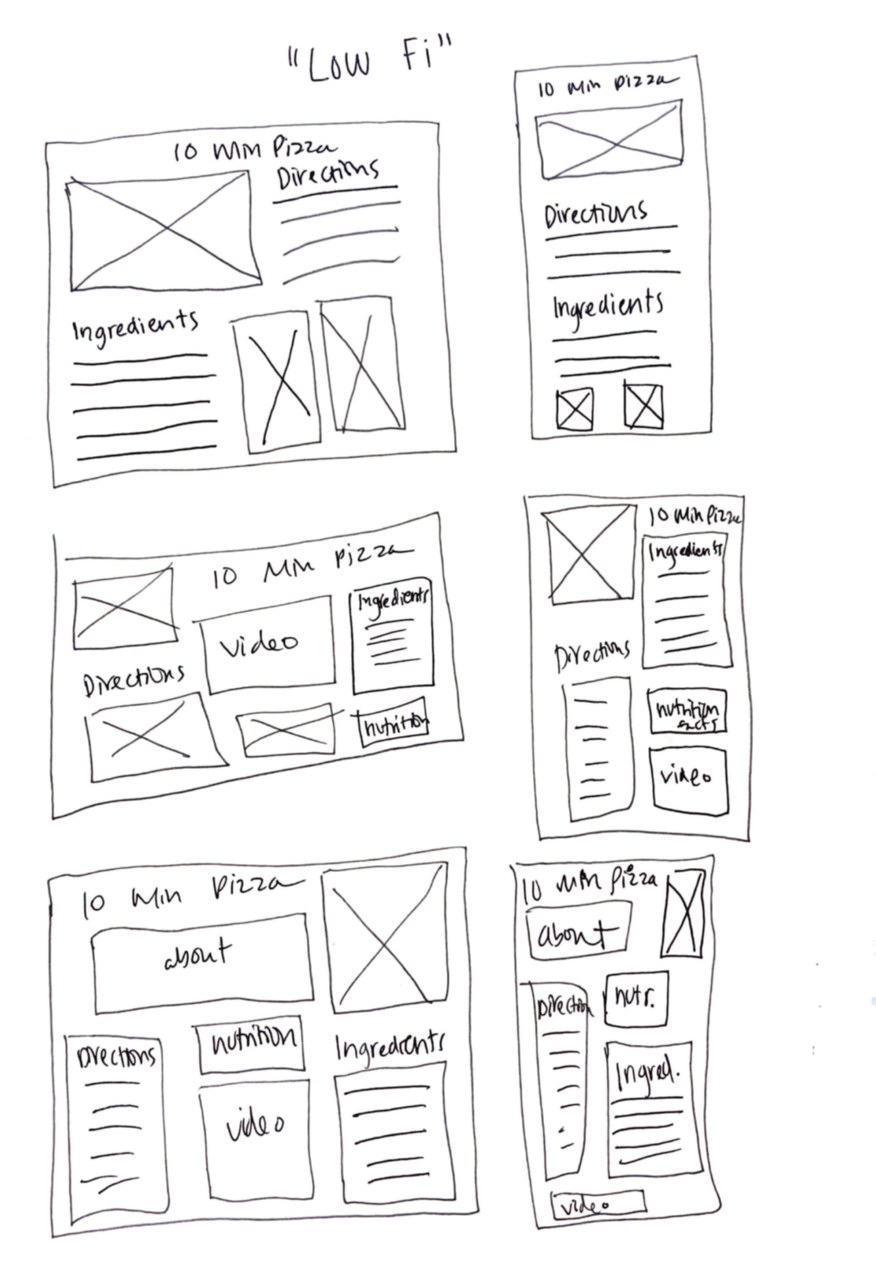 "Low Fi"
10 Min Pizza
Directions
Ingredients
10 Min Pizza
Directions
Ingredients
10 Min Pizza
Ingredients
video
Directions
nutrition
10 Min Pizza
Ingredients
Directions
nutrition
facts
video
10 Min Pizza
about
Directions
nutrition
Ingredients
video
10 Min Pizza
about
Direction
nutr.
Ingred.
video